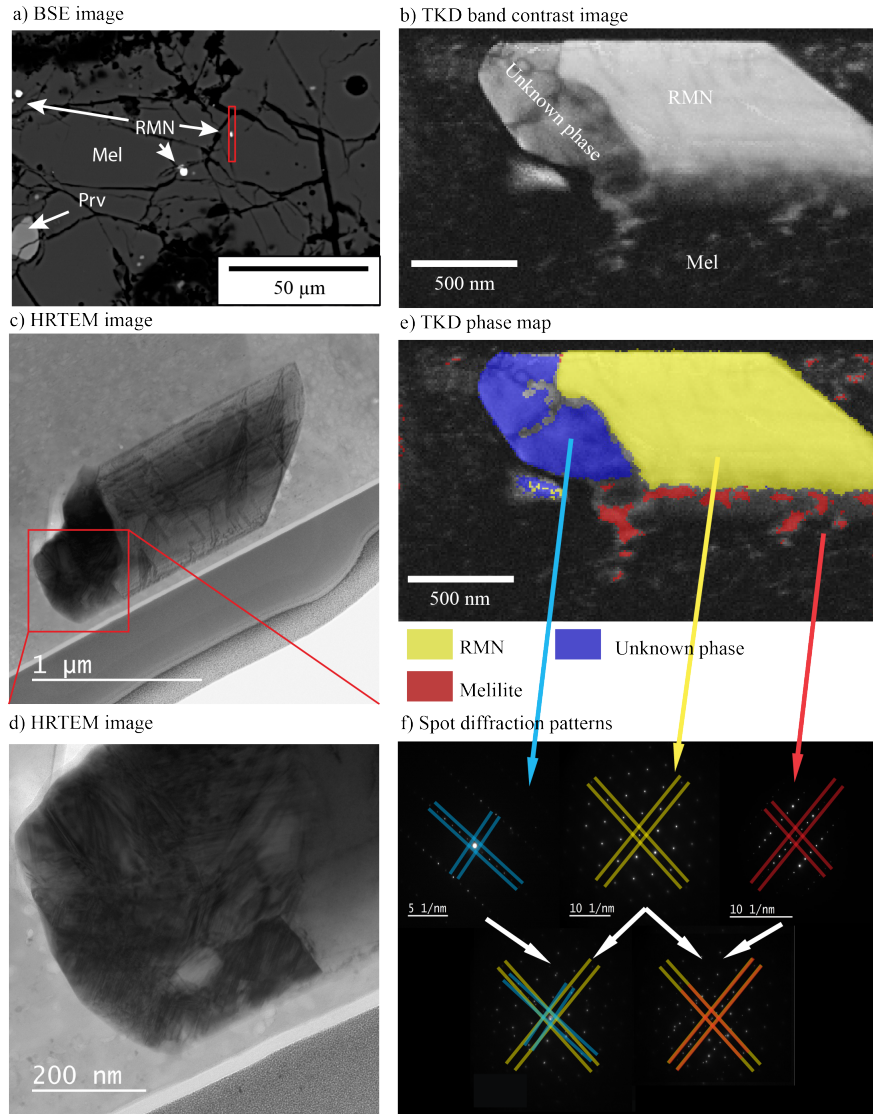 a) BSE image
RMN
Mel
Prv
50 µm
b) TKD band contrast image
Unknown phase
RMN
Mel
500 nm
c) HRTEM image
1 µm
d) HRTEM image
200 nm
e) TKD phase map
500 nm
RMN
Unknown phase
Melilite
f) Spot diffraction patterns
5 1/nm
10 1/nm
10 1/nm